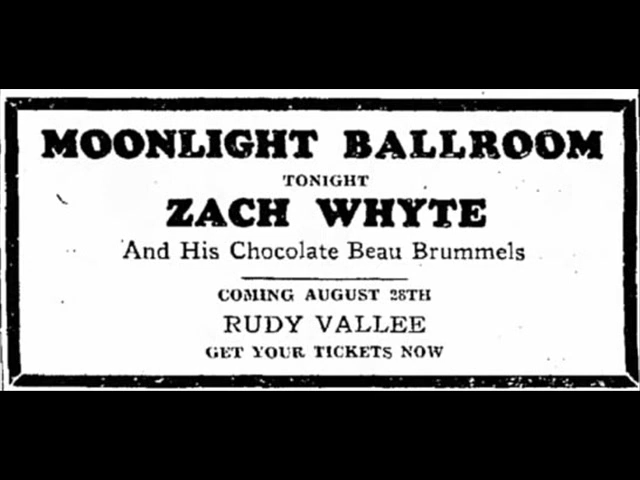 MOONLIGHT BALLROOM
TONIGHT
ZACH WHYTE
And His Chocolate Beau Brummels
COMING AUGUST 28TH
RUDY VALLEE
GET YOUR TICKETS NOW